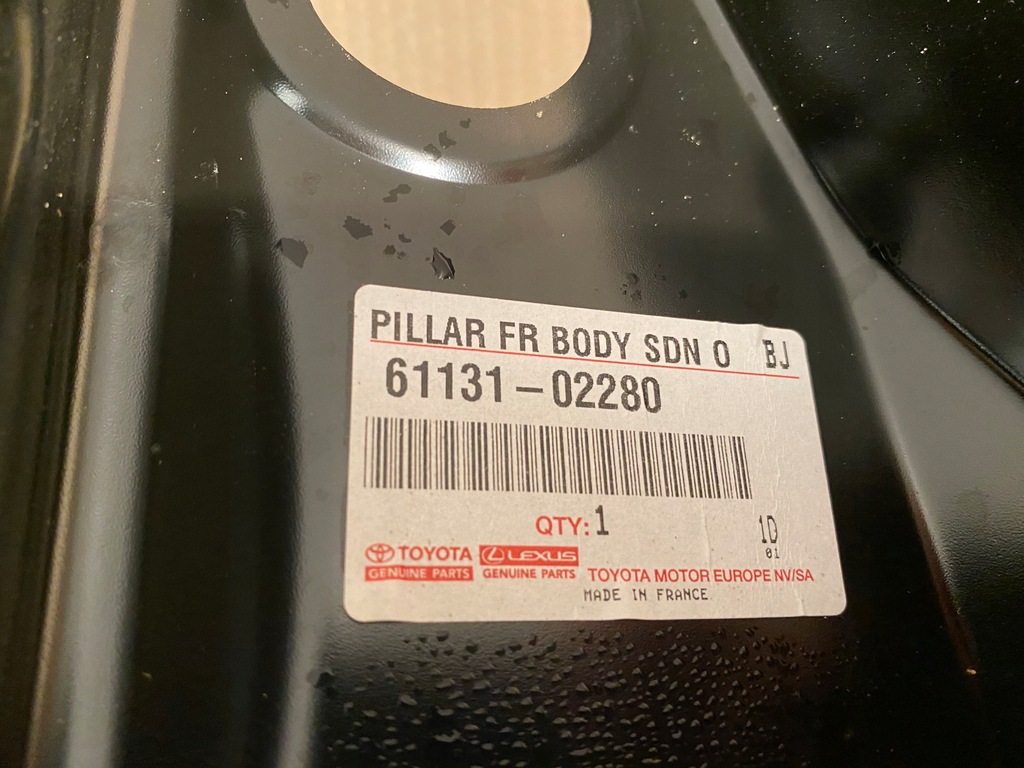 PILLAR FR BODY SDN O BJ
61131-02280
QTY: 1
1D
01
TOYOTA LEXUS
GENUINE PARTS GENUINE PARTS TOYOTA MOTOR EUROPE NV/SA
MADE IN FRANCE